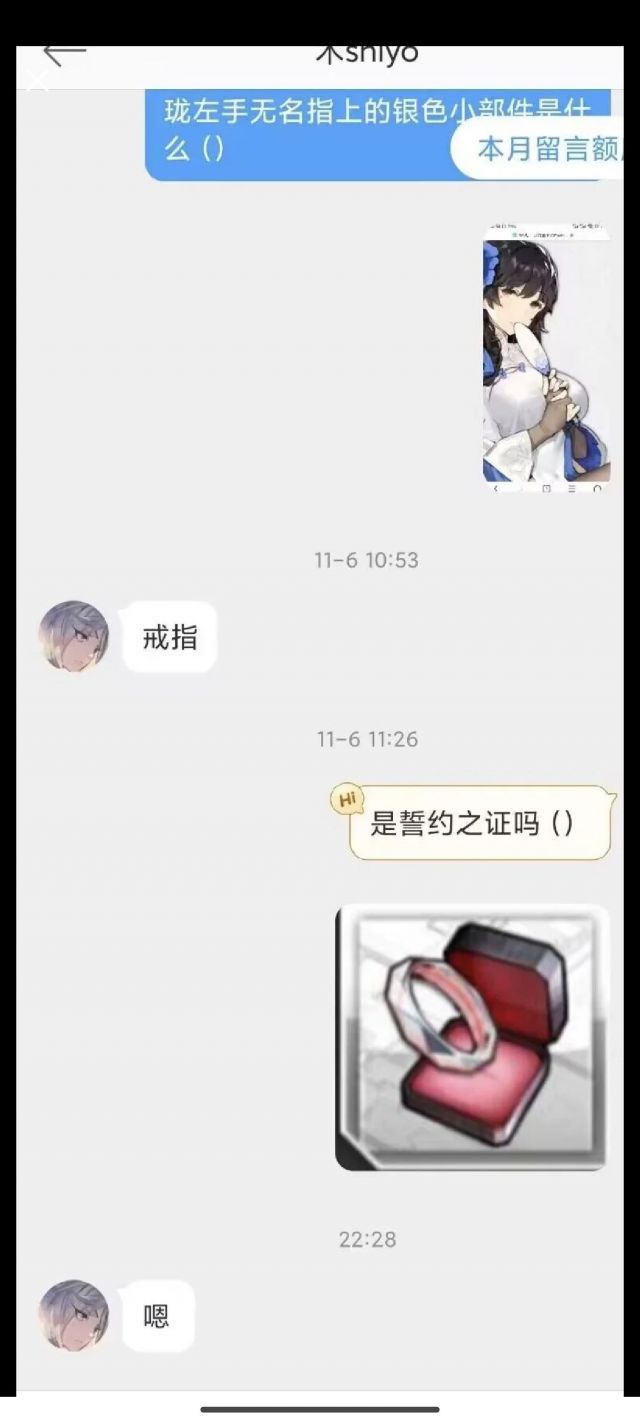 木shiyo
珑左手无名指上的银色小部件是什
么（）
本月留言额
11-6 10:53
戒指
11-6 11:26
Hi
是誓约之证吗（）
22:28
嗯